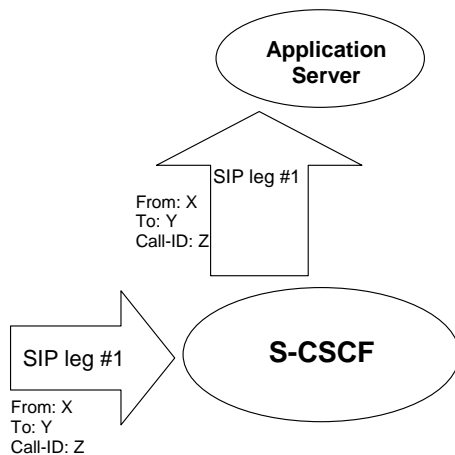 Application
Server
SIP leg #1
From: X
To: Y
Call-ID: Z
S-CSCF
SIP leg #1
From: X
To: Y
Call-ID: Z